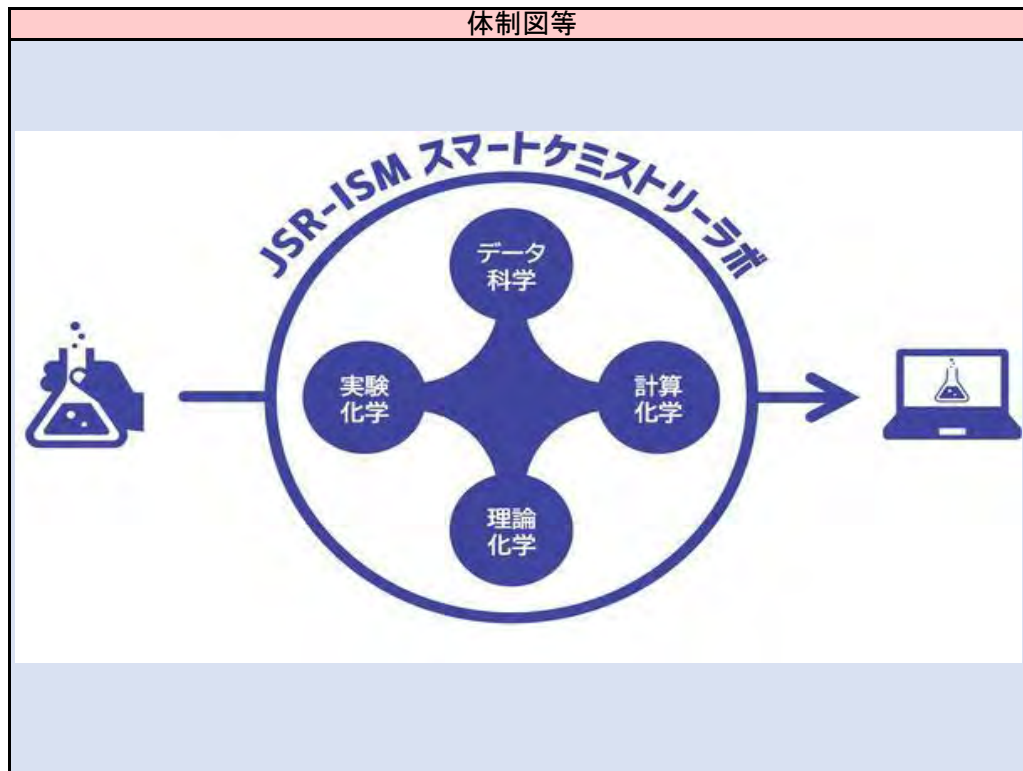 体制図等
JSR-ISM スマートケミストリーラボ
データ
科学
実験
化学
計算
化学
理論
化学